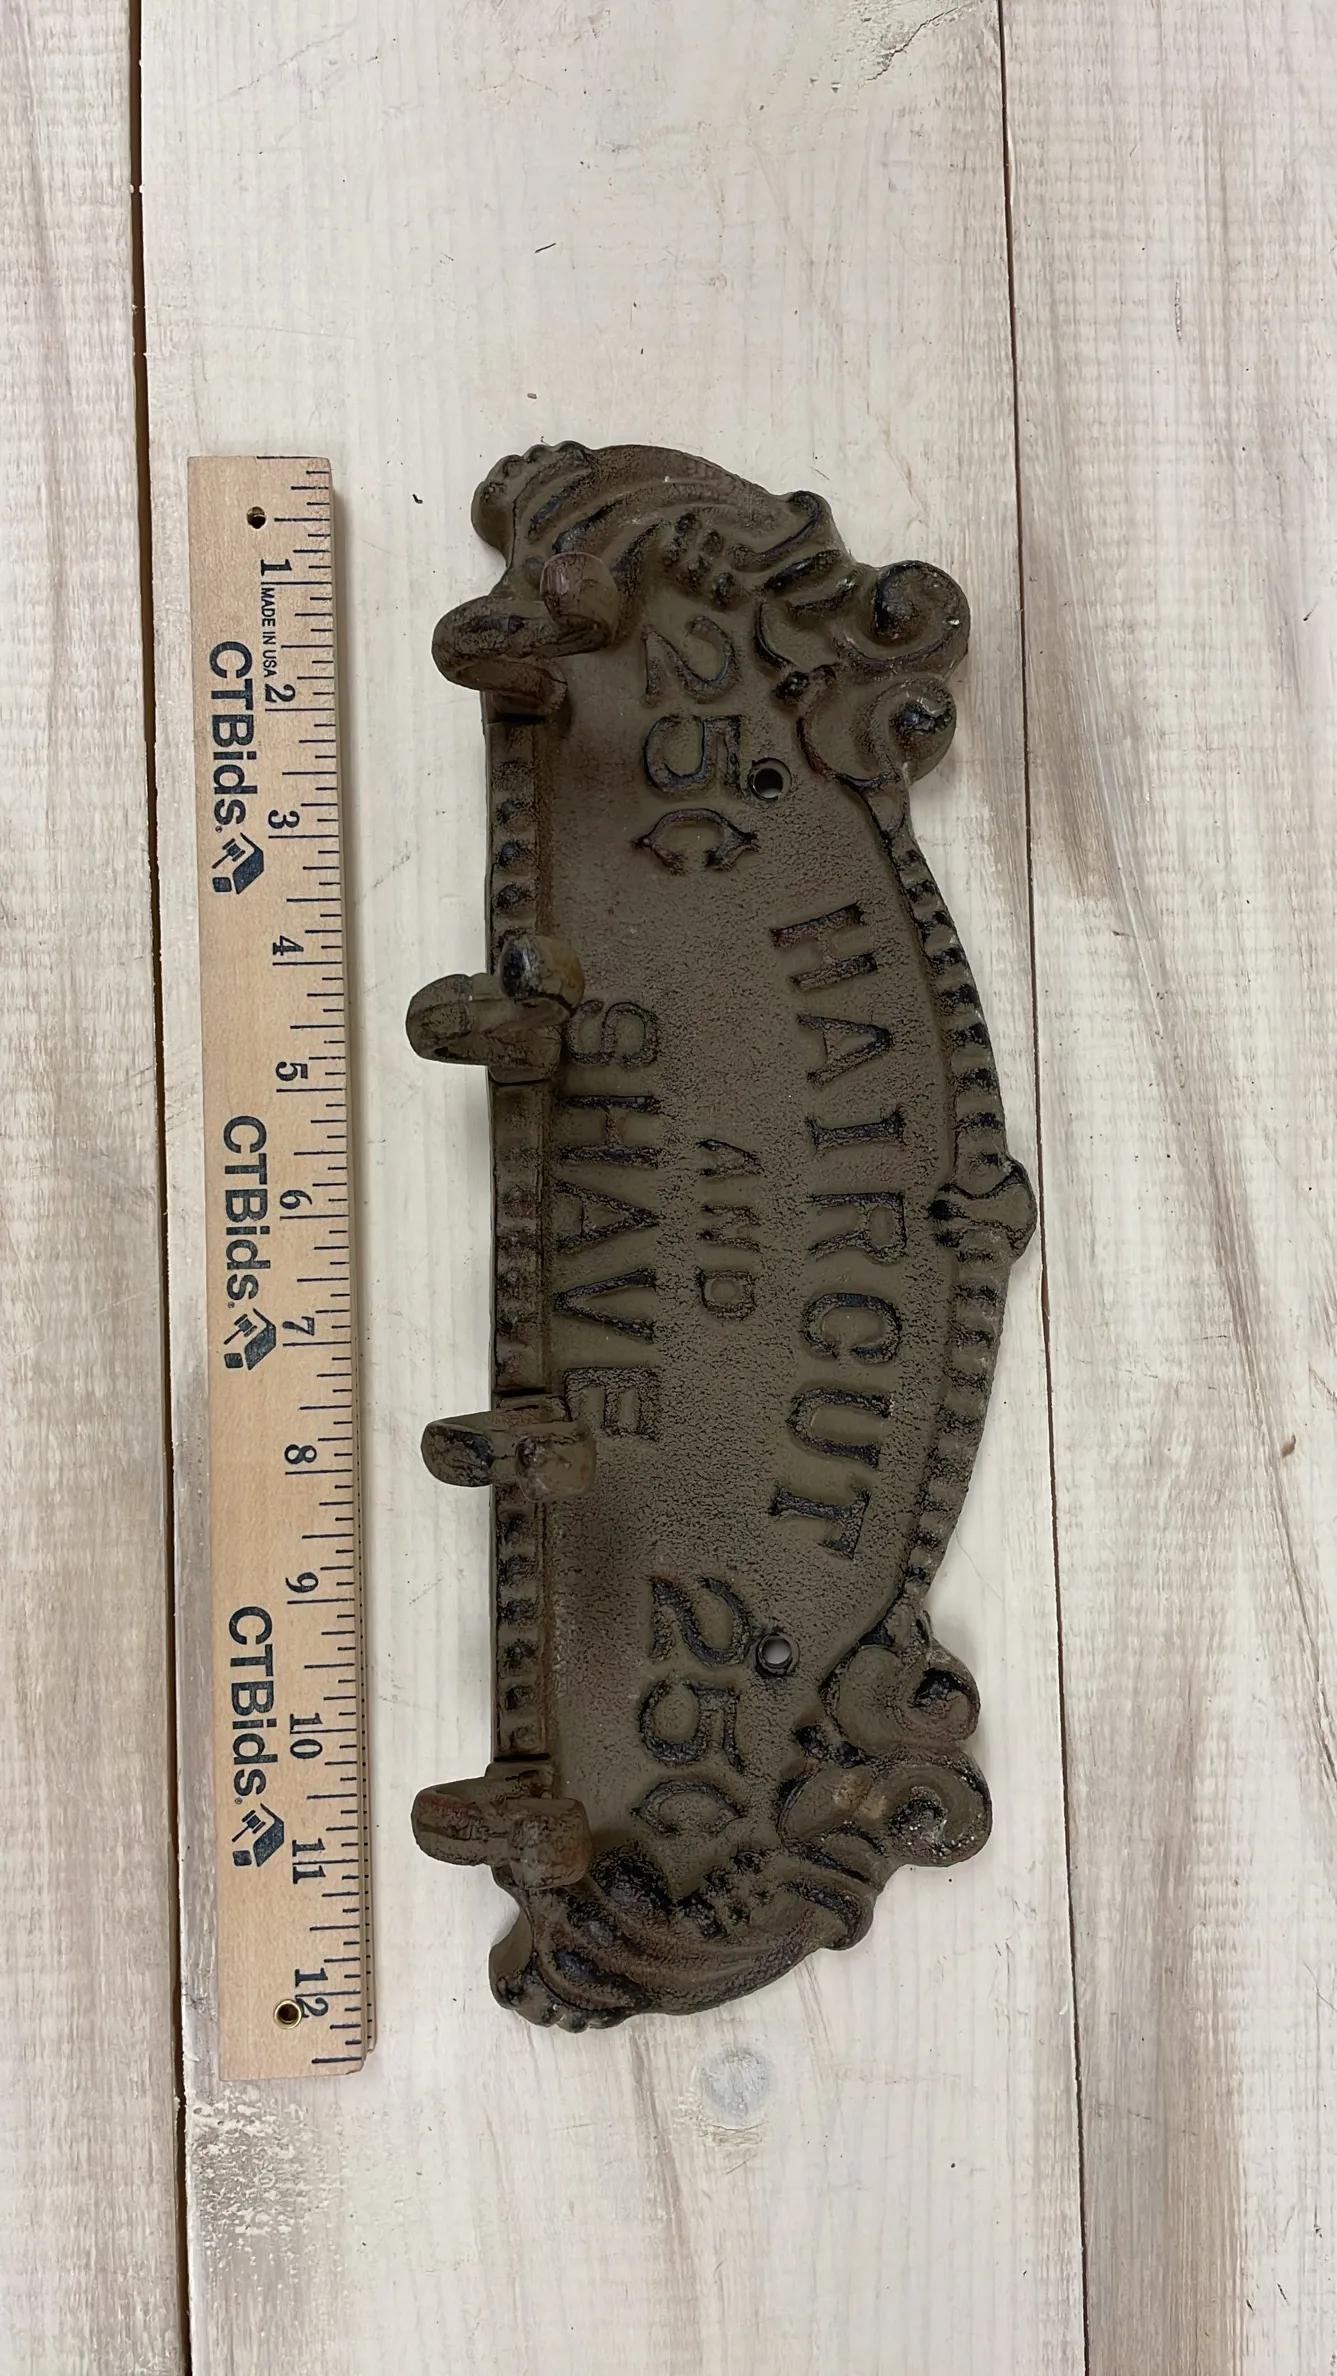 HAIRCUT
25¢ AND 25¢
SHAVE
1 2 3 4 5 6 7 8 9 10 11 12
MADE IN USA
CTBids® CTBids® CTBids®